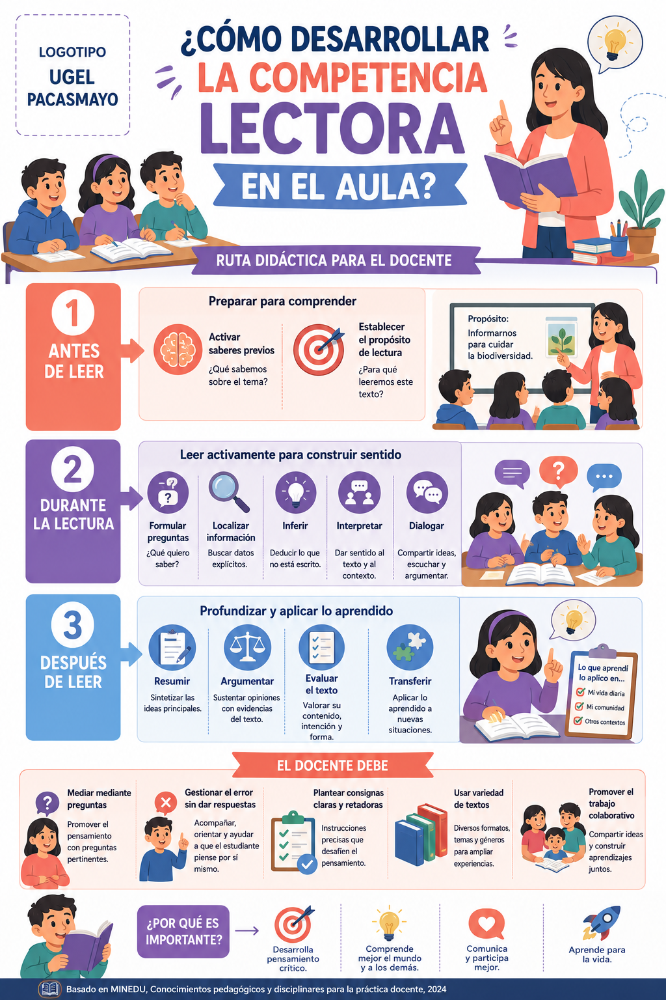 LOGOTIPO
UGEL
PACASMAYO
¿CÓMO DESARROLLAR
LA COMPETENCIA
LECTORA
EN EL AULA?
RUTA DIDÁCTICA PARA EL DOCENTE
1
ANTES
DE LEER
Preparar para comprender
Activar
saberes previos
¿Qué sabemos
sobre el tema?
Establecer
el propósito
de lectura
¿Para qué
leeremos este
texto?
Propósito:
Informarnos
para cuidar
la biodiversidad.
2
DURANTE
LA LECTURA
Leer activamente para construir sentido
?
?
Formular
preguntas
¿Qué quiero
saber?
Localizar
información
Buscar datos
explícitos.
Inferir
Deducir lo que
no está escrito.
Interpretar
Dar sentido al
texto y al
contexto.
Dialogar
Compartir ideas,
escuchar y
argumentar.
?
3
DESPUÉS
DE LEER
Profundizar y aplicar lo aprendido
Resumir
Sintetizar las
ideas principales.
Argumentar
Sustentar opiniones
con evidencias
del texto.
Evaluar
el texto
Valorar su
contenido,
intención y
forma.
Transferir
Aplicar lo
aprendido a
nuevas
situaciones.
Lo que aprendí
lo aplico en...
Mi vida diaria
Mi comunidad
Otros contextos
EL DOCENTE DEBE
?
Mediar mediante
preguntas
Promover el
pensamiento
con preguntas
pertinentes.
Gestionar el error
sin dar respuestas
Acompañar,
orientar y ayudar
a que el estudiante
piense por sí
mismo.
Plantear consignas
claras y retadoras
Instrucciones
precisas que
desafíen el
pensamiento.
Usar variedad
de textos
Diversos formatos,
temas y géneros
para ampliar
experiencias.
Promover el
trabajo
colaborativo
Compartir ideas
y construir
aprendizajes
juntos.
¿POR QUÉ ES
IMPORTANTE?
Desarrolla
pensamiento
crítico.
Comprende
mejor el mundo
y a los demás.
Comunica
y participa
mejor.
Aprende para
la vida.
Basado en MINEDU, Conocimientos pedagógicos y disciplinares para la práctica docente, 2024